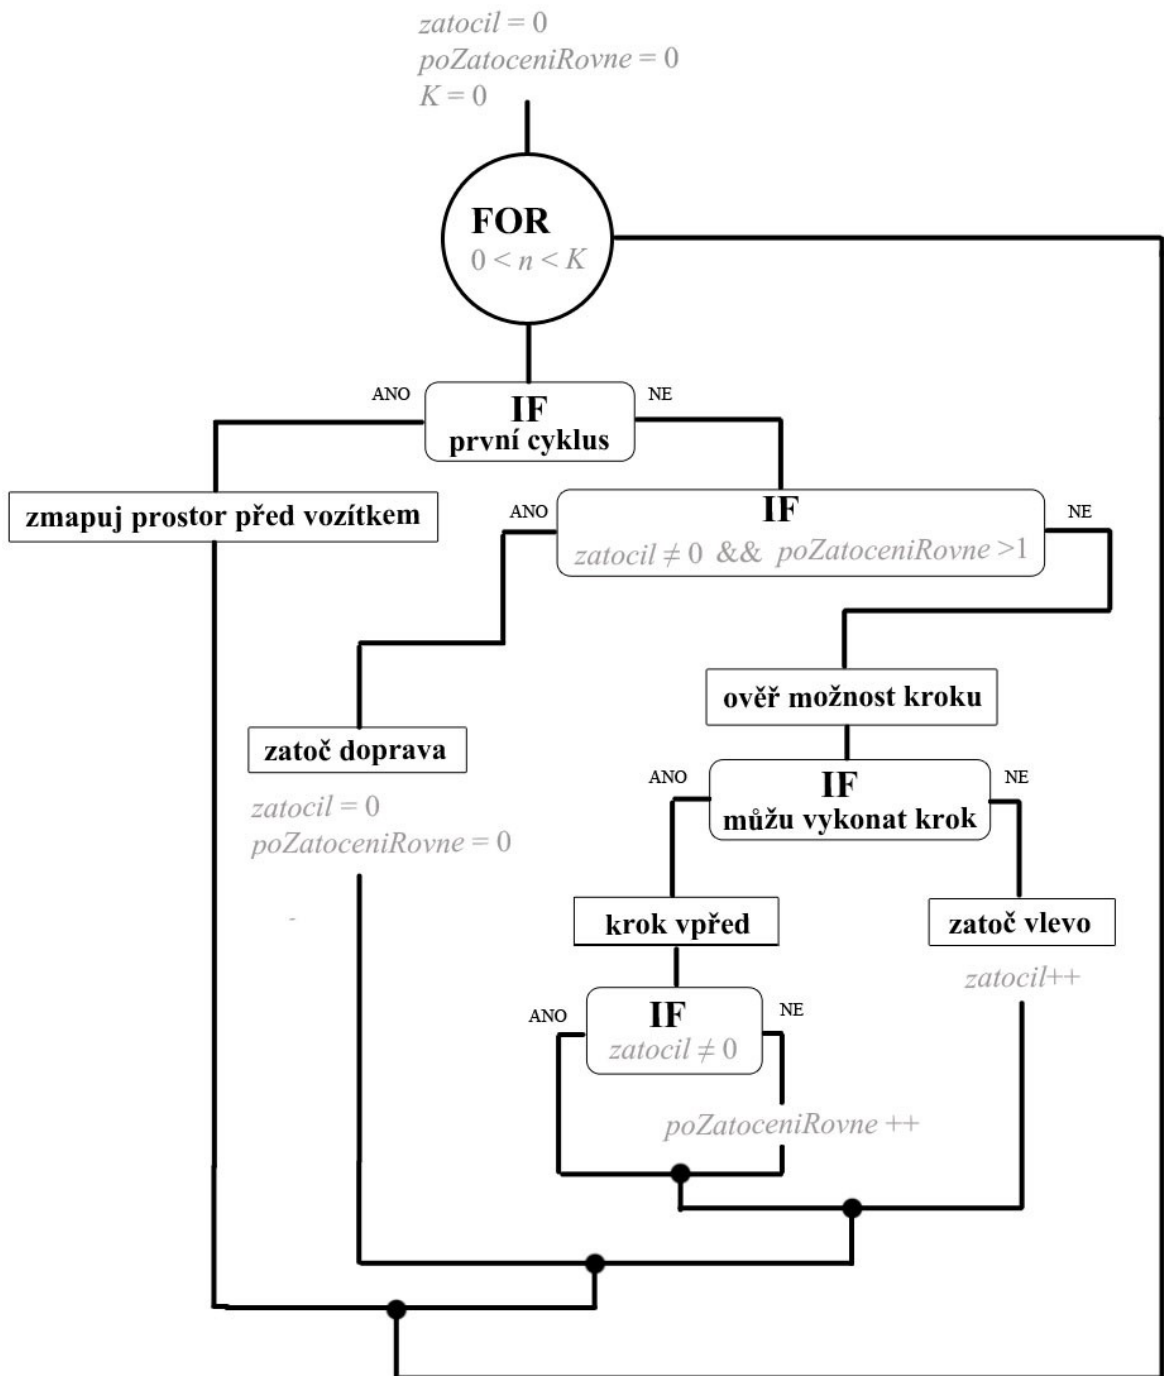 zatocil = 0
poZatoceniRovne = 0
K = 0
FOR
0 < n < K
ANO
NE
IF
první cyklus
zmapuj prostor před vozítkem
ANO
NE
IF
zatocil ≠ 0 && poZatoceniRovne >1
ověř možnost kroku
zatoč doprava
zatocil = 0
poZatoceniRovne = 0
ANO
NE
IF
můžu vykonat krok
krok vpřed
zatoč vlevo
zatocil++
ANO
NE
IF
zatocil ≠ 0
poZatoceniRovne ++